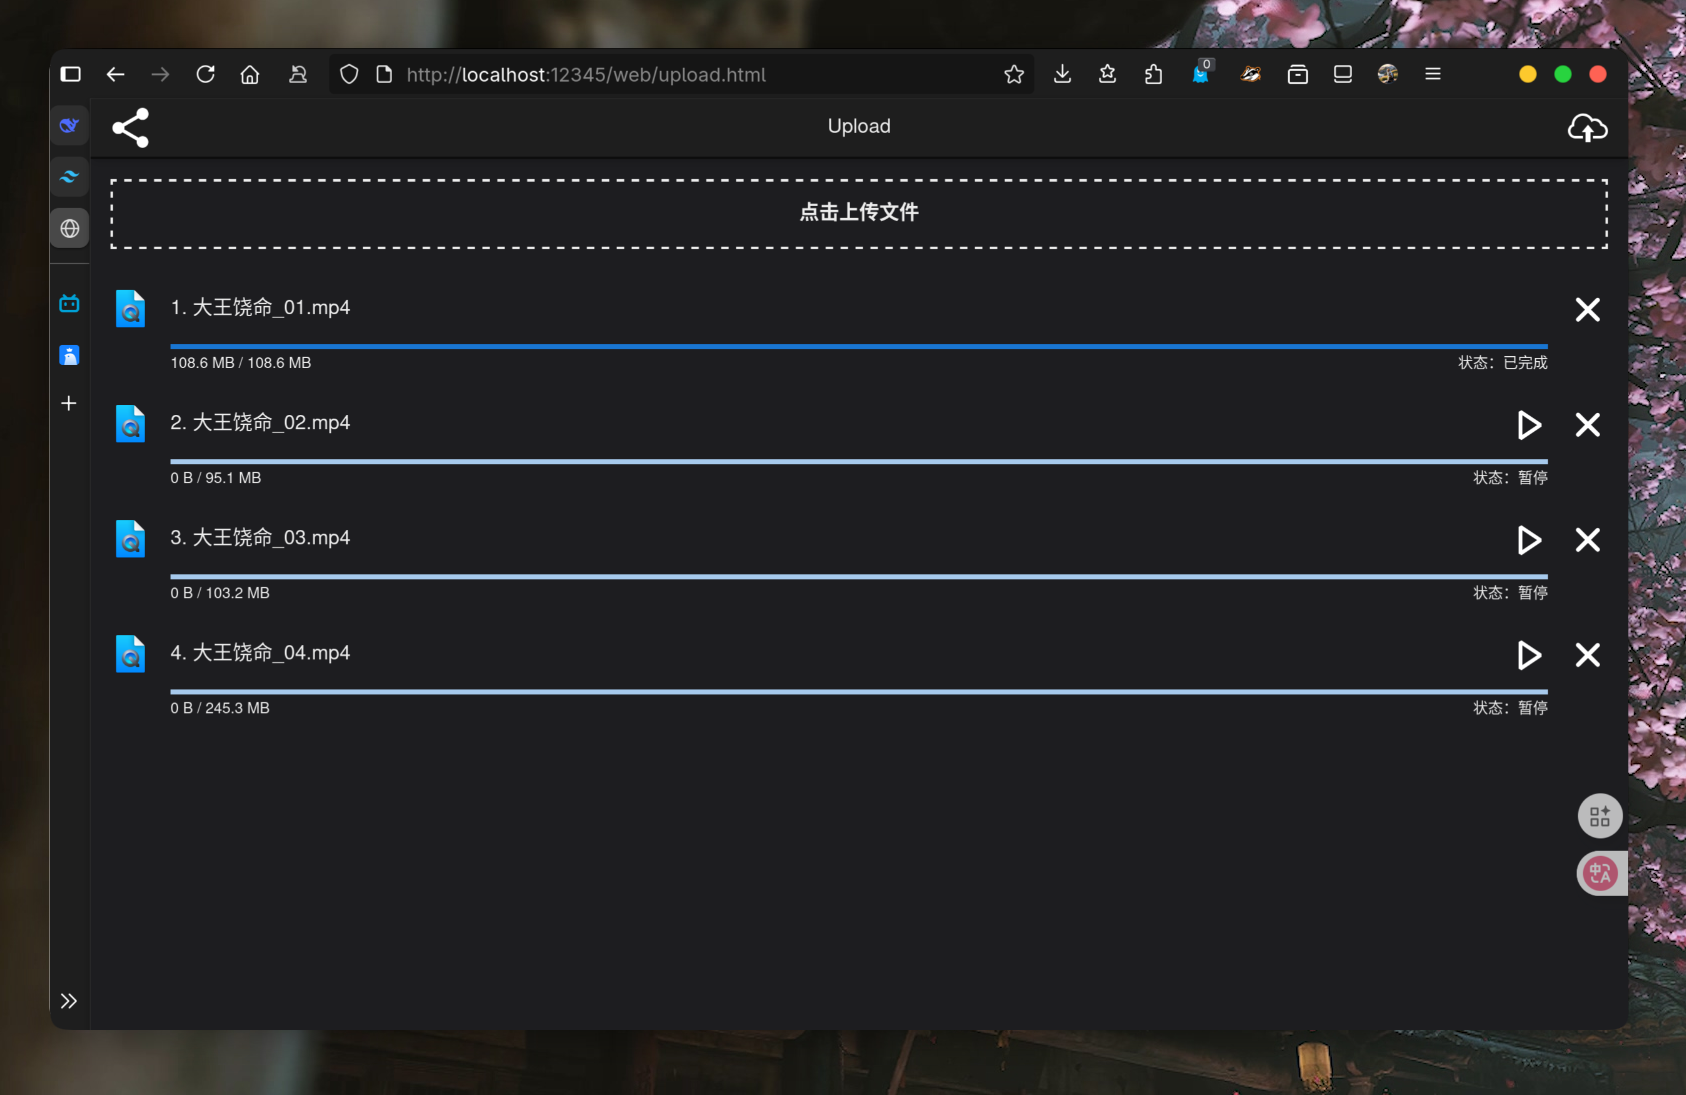 http://localhost:12345/web/upload.html
0
Upload
点击上传文件
1. 大王饶命_01.mp4
108.6 MB / 108.6 MB
状态：已完成
2. 大王饶命_02.mp4
0 B / 95.1 MB
状态：暂停
3. 大王饶命_03.mp4
0 B / 103.2 MB
状态：暂停
4. 大王饶命_04.mp4
0 B / 245.3 MB
状态：暂停
中A